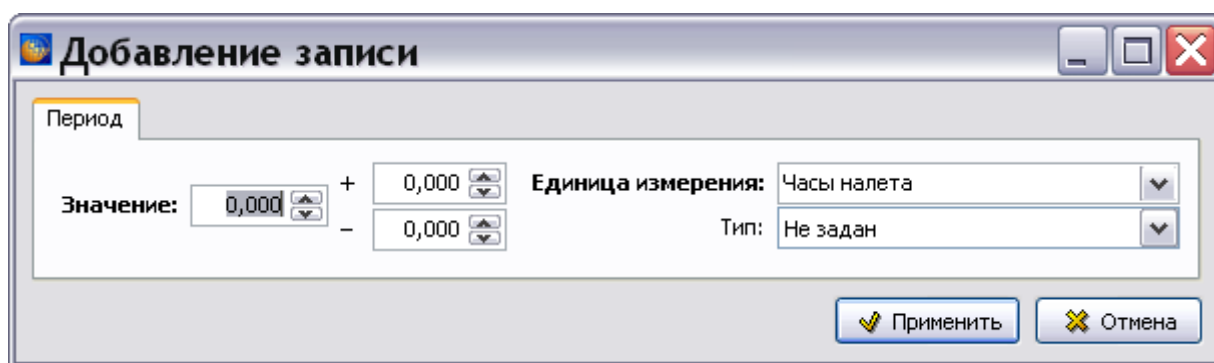 Добавление записи
Период
Значение: 0,000 + 0,000 Единица измерения: Часы налета
− 0,000 Тип: Не задан
Применить Отмена